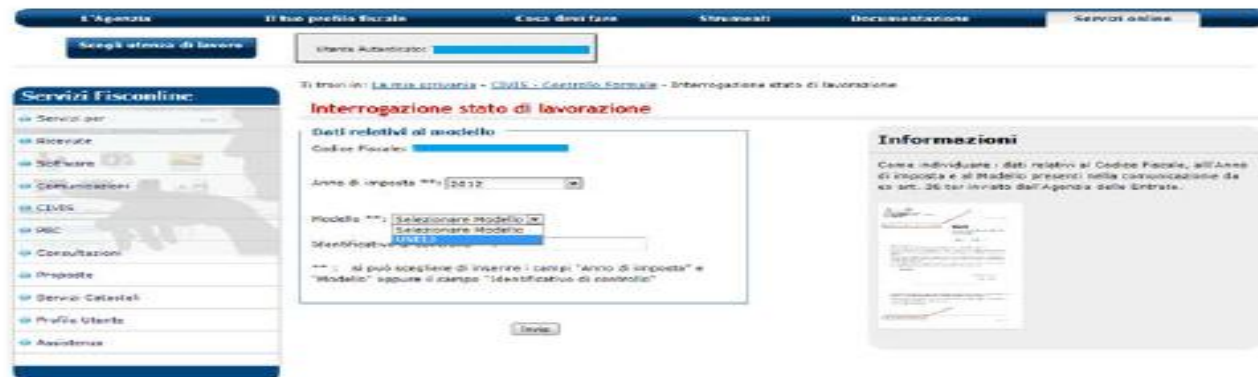 L'Agenzia Il tuo profilo fiscale Cosa devi fare Strumenti Documentazione Servizi online
Scegli utenza di lavoro
Utente Autenticato:
Ti trovi in: La mia scrivania - CIVIS - Controllo Formale - Interrogazione stato di lavorazione
Servizi Fisconline
Servizi per
Ricevute
Software
Comunicazioni
CIVIS
PEC
Consultazioni
Proposte
Servizi Catastali
Profilo Utente
Assistenza
Interrogazione stato di lavorazione
Dati relativi al modello
Codice Fiscale:
Anno di imposta **: 2012
Modello **: Selezionare Modello
Selezionare Modello
Identificativo di
** : si può scegliere di inserire i campi "Anno di imposta" e
"Modello" oppure il campo "Identificativo di controllo"
Invia
Informazioni
Come individuare i dati relativi al Codice Fiscale, all'Anno
di imposta e al Modello presenti nella comunicazione da
ex art. 36 ter inviato dall'Agenzia delle Entrate.